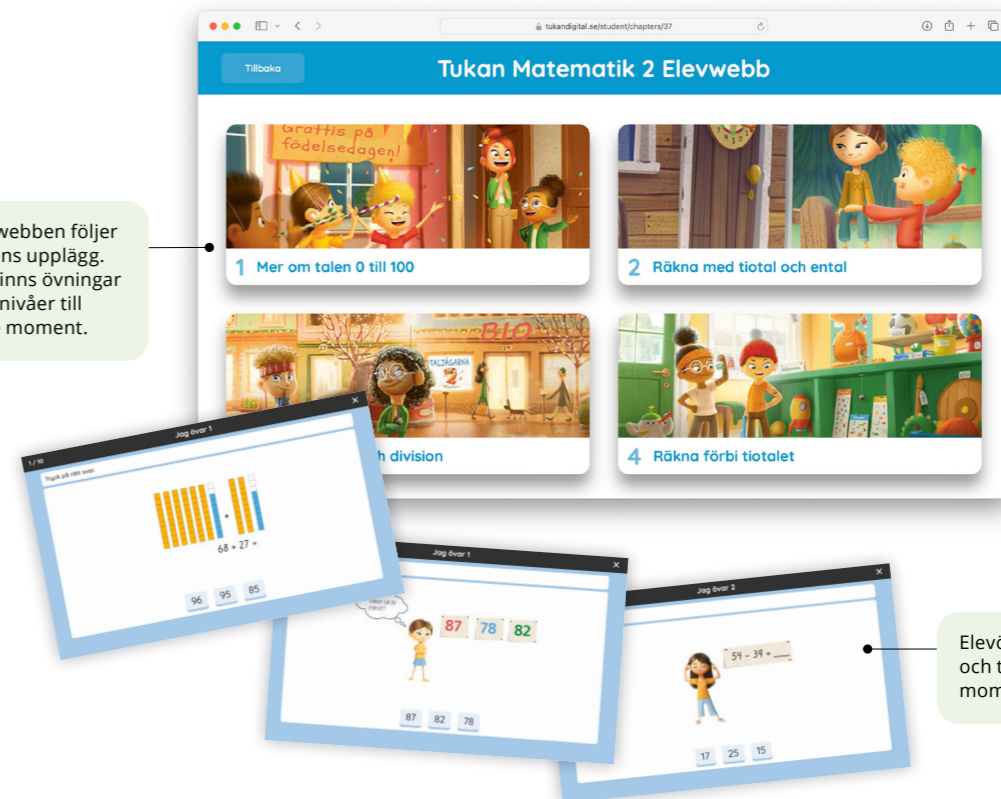 tukandigital.se/student/chapters/37
Tillbaka
Tukan Matematik 2 Elevwebb
Grattis på
födelsedagen!
1 Mer om talen 0 till 100
2 Räkna med tiotal och ental
BIO
TALJÄGARNA
2
h division
4 Räkna förbi tiotalet
webben följer
ns upplägg.
inns övningar
nivåer till
moment.
1 / 10
Jag övar 1
Tryck på rätt svar.
+
68 + 27 =
96 95 85
Jag övar 1
87 78 82
87 82 78
Jag övar 2
54 - 39 = __
17 25 15
Elevö
och t
mom